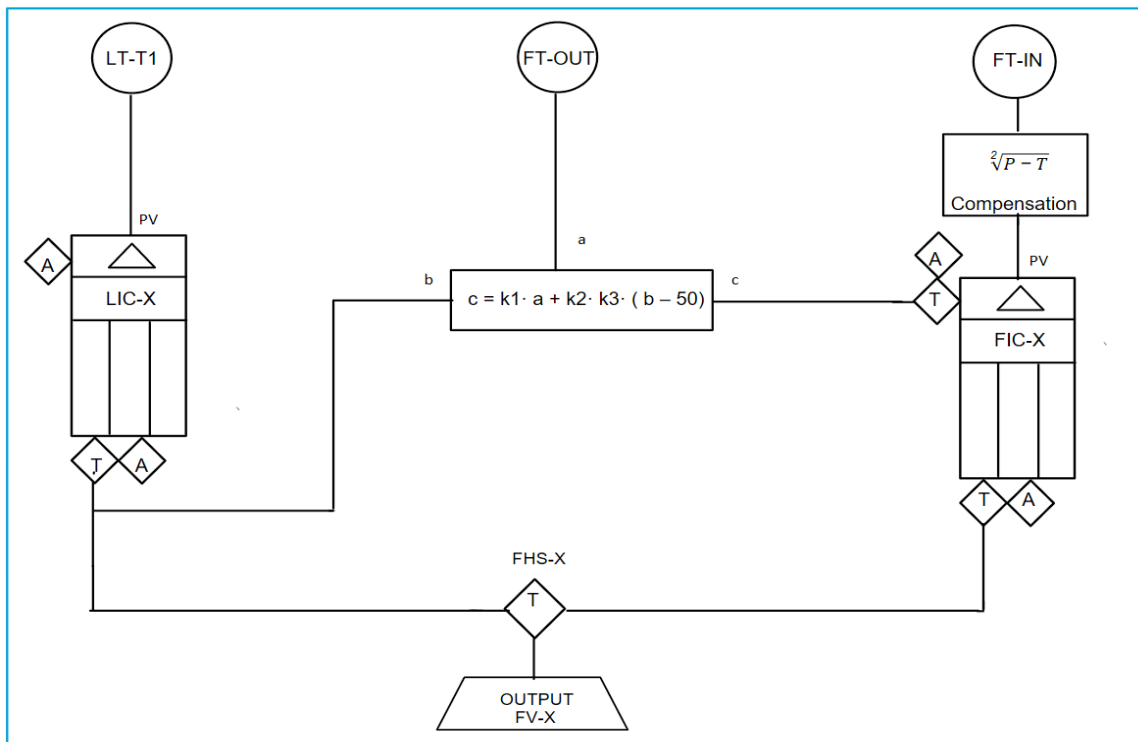 LT-T1
FT-OUT
FT-IN
²√P − T
Compensation
PV
a
A
LIC-X
b
c = k1· a + k2· k3· ( b – 50)
c
A
T
PV
FIC-X
T
A
T
A
FHS-X
T
OUTPUT
FV-X